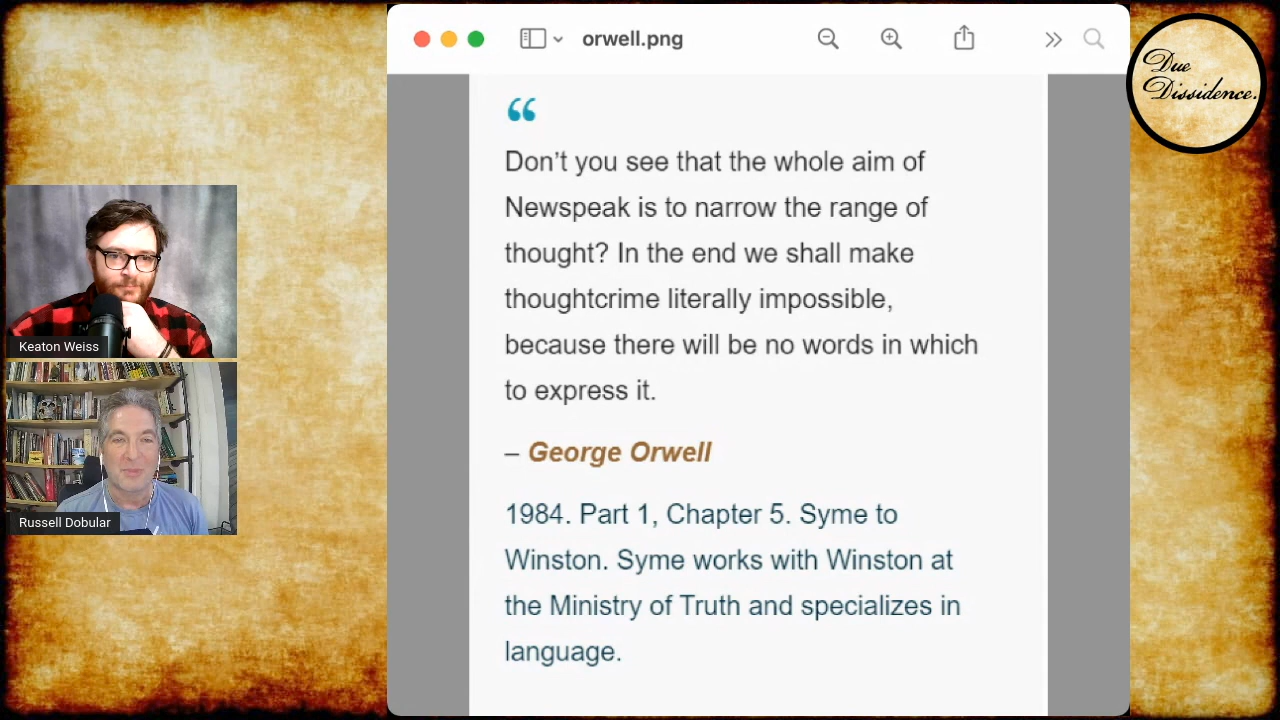 orwell.png
“
Don’t you see that the whole aim of
Newspeak is to narrow the range of
thought? In the end we shall make
thoughtcrime literally impossible,
because there will be no words in which
to express it.
– George Orwell
1984. Part 1, Chapter 5. Syme to
Winston. Syme works with Winston at
the Ministry of Truth and specializes in
language.
Due
Dissidence.
Keaton Weiss
Russell Dobular